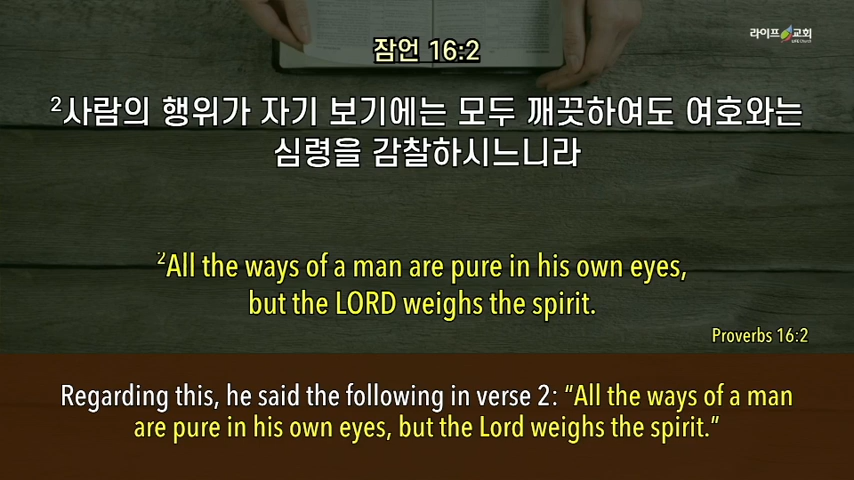 라이프 교회
LIFE Church
잠언 16:2
2사람의 행위가 자기 보기에는 모두 깨끗하여도 여호와는
심령을 감찰하시느니라
2All the ways of a man are pure in his own eyes,
but the LORD weighs the spirit.
Proverbs 16:2
Regarding this, he said the following in verse 2: “All the ways of a man
are pure in his own eyes, but the Lord weighs the spirit.”